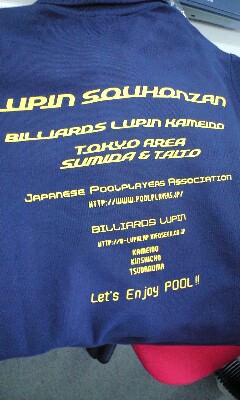 LUPIN SOUHONZAN
BILLIARDS LUPIN KAMEIDO
TOKYO AREA
SUMIDA & TAITO
JAPANESE POOLPLAYERS ASSOCIATION
HTTP://WWW.POOLPLAYERS.JP/
BILLIARDS LUPIN
KAMEIDO
KINSHICHO
TSUDANUMA
Let's Enjoy POOL!!